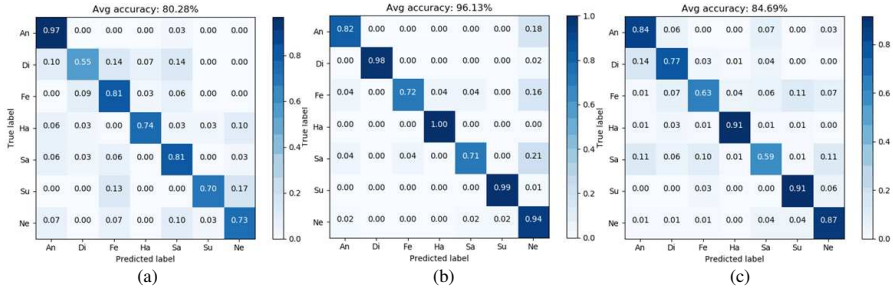 Avg accuracy: 80.28%
An 0.97 0.00 0.00 0.00 0.03 0.00 0.00
Di 0.10 0.55 0.14 0.07 0.14 0.00 0.00
Fe 0.00 0.09 0.81 0.03 0.06 0.00 0.00
Ha 0.06 0.03 0.00 0.74 0.03 0.03 0.10
Sa 0.06 0.03 0.06 0.00 0.81 0.00 0.03
Su 0.00 0.00 0.13 0.00 0.00 0.70 0.17
Ne 0.07 0.00 0.07 0.00 0.10 0.03 0.73
An Di Fe Ha Sa Su Ne
True label
Predicted label
0.8
0.6
0.4
0.2
0.0
(a)
Avg accuracy: 96.13%
An 0.82 0.00 0.00 0.00 0.00 0.00 0.18
Di 0.00 0.98 0.00 0.00 0.00 0.00 0.02
Fe 0.04 0.00 0.72 0.04 0.04 0.00 0.16
Ha 0.00 0.00 0.00 1.00 0.00 0.00 0.00
Sa 0.04 0.00 0.04 0.00 0.71 0.00 0.21
Su 0.00 0.00 0.00 0.00 0.00 0.99 0.01
Ne 0.02 0.00 0.02 0.00 0.02 0.02 0.94
An Di Fe Ha Sa Su Ne
True label
Predicted label
1.0
0.8
0.6
0.4
0.2
0.0
(b)
Avg accuracy: 84.69%
An 0.84 0.06 0.00 0.00 0.07 0.00 0.03
Di 0.14 0.77 0.03 0.01 0.04 0.00 0.01
Fe 0.01 0.07 0.63 0.04 0.06 0.11 0.07
Ha 0.01 0.03 0.01 0.91 0.01 0.01 0.00
Sa 0.11 0.06 0.10 0.01 0.59 0.01 0.11
Su 0.00 0.00 0.03 0.00 0.00 0.91 0.06
Ne 0.01 0.01 0.01 0.00 0.04 0.04 0.87
An Di Fe Ha Sa Su Ne
True label
Predicted label
0.8
0.6
0.4
0.2
0.0
(c)